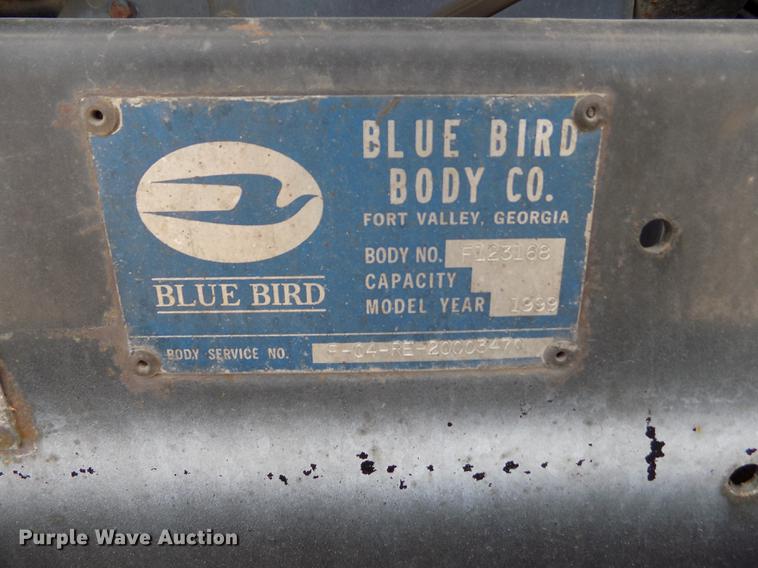 BLUE BIRD
BODY CO.
FORT VALLEY, GEORGIA
BODY NO. F123168
CAPACITY
MODEL YEAR 1999
BLUE BIRD
BODY SERVICE NO.
Purple Wave Auction